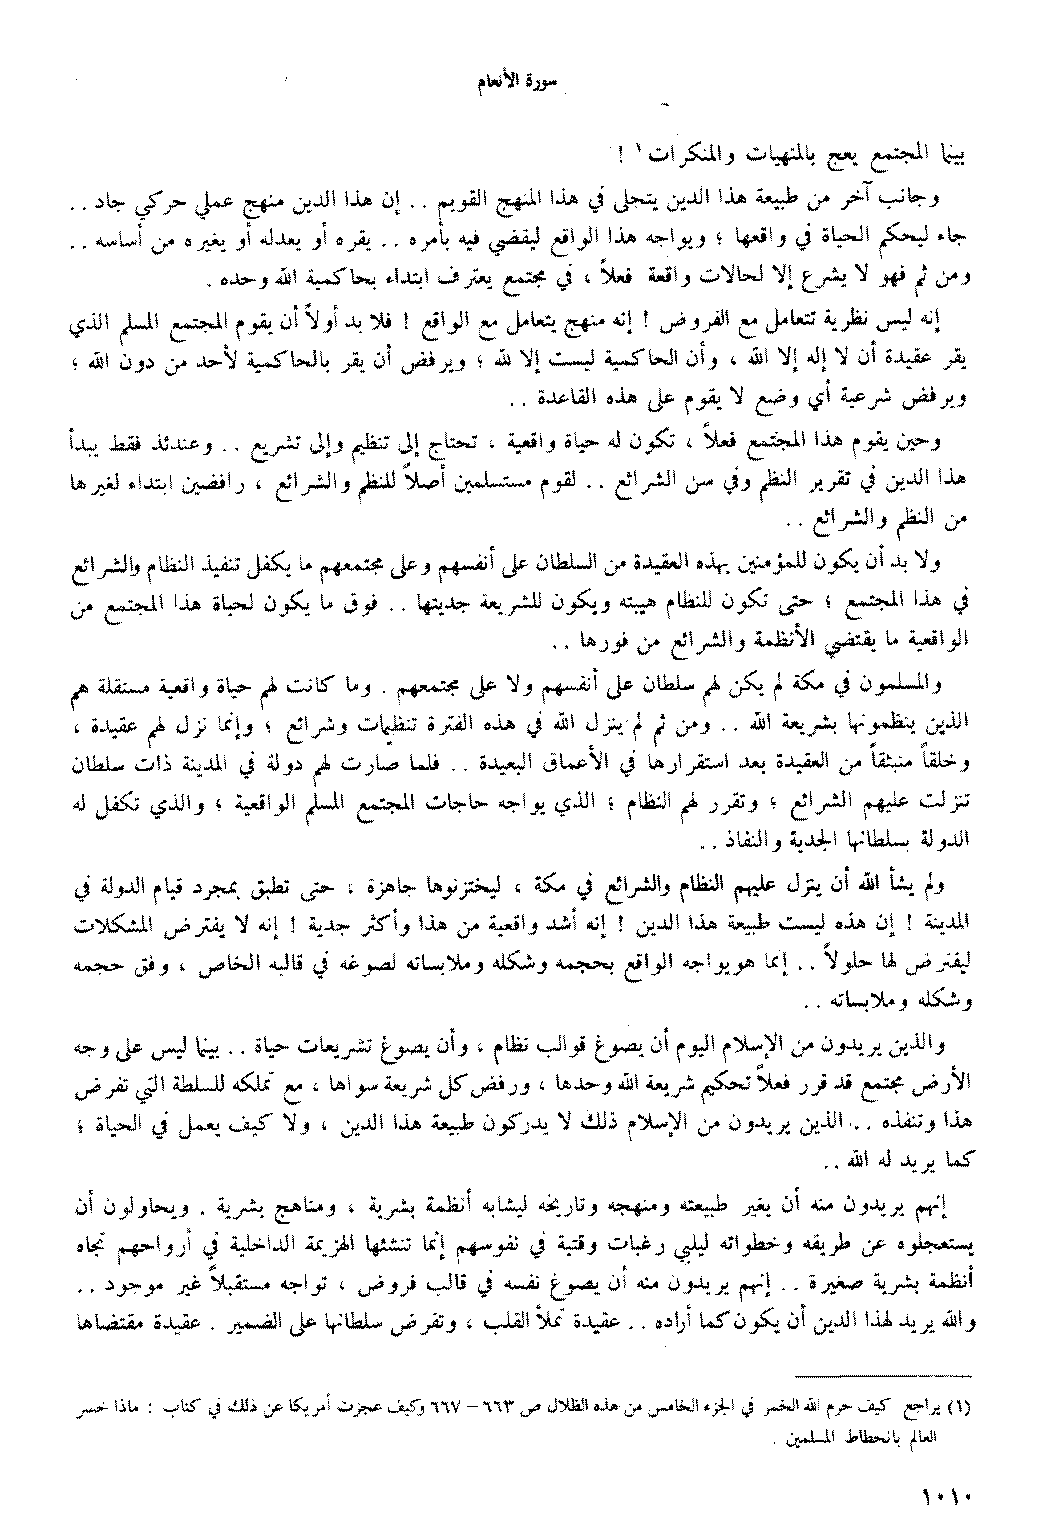 سورة الأنعام
بينما المجتمع يعج بالمنهيات والمنكرات¹ !
وجانب آخر من طبيعة هذا الدين يتجلى في هذا المنهج القويم .. إن هذا الدين منهج عملي حركي جاد ..
جاء ليحكم الحياة في واقعها ؛ ويواجه هذا الواقع ليقضي فيه بأمره .. يقره أو يعدله أو يغيره من أساسه ..
ومن ثم فهو لا يشرع إلا لحالات واقعة فعلاً ، في مجتمع يعترف ابتداء بحاكمية الله وحده .
إنه ليس نظرية تتعامل مع الفروض ! إنه منهج يتعامل مع الواقع ! فلا بد أولاً أن يقوم المجتمع المسلم الذي
يقر عقيدة أن لا إله إلا الله ، وأن الحاكمية ليست إلا لله ؛ ويرفض أن يقر بالحاكمية لأحد من دون الله ؛
ويرفض شرعية أي وضع لا يقوم على هذه القاعدة ..
وحين يقوم هذا المجتمع فعلاً ، تكون له حياة واقعية ، تحتاج إلى تنظيم وإلى تشريع .. وعندئذ فقط يبدأ
هذا الدين في تقرير النظم وفي سن الشرائع .. لقوم مستسلمين أصلاً للنظم والشرائع ، رافضين ابتداء لغيرها
من النظم والشرائع ..
ولا بد أن يكون للمؤمنين بهذه العقيدة من السلطان على أنفسهم وعلى مجتمعهم ما يكفل تنفيذ النظام والشرائع
في هذا المجتمع ؛ حتى تكون للنظام هيبته ويكون للشريعة جديتها .. فوق ما يكون لحياة هذا المجتمع من
الواقعية ما يقتضي الأنظمة والشرائع من فورها ..
والمسلمون في مكة لم يكن لهم سلطان على أنفسهم ولا على مجتمعهم . وما كانت لهم حياة واقعية مستقلة هم
الذين ينظمونها بشريعة الله .. ومن ثم لم ينزل الله في هذه الفترة تنظيمات وشرائع ؛ وإنما نزل لهم عقيدة ،
وخلقاً منبثقاً من العقيدة بعد استقرارها في الأعماق البعيدة .. فلما صارت لهم دولة في المدينة ذات سلطان
تنزلت عليهم الشرائع ؛ وتقرر لهم النظام ؛ الذي يواجه حاجات المجتمع المسلم الواقعية ؛ والذي تكفل له
الدولة بسلطانها الجدية والنفاذ ..
ولم يشأ الله أن ينزل عليهم النظام والشرائع في مكة ، ليختزنوها جاهزة ، حتى تطبق بمجرد قيام الدولة في
المدينة ! إن هذه ليست طبيعة هذا الدين ! إنه أشد واقعية من هذا وأكثر جدية ! إنه لا يفترض المشكلات
ليفترض لها حلولاً .. إنما هو يواجه الواقع بحجمه وشكله وملابساته لصوغه في قالبه الخاص ، وفق حجمه
وشكله وملابساته ..
والذين يريدون من الإسلام اليوم أن يصوغ قوالب نظام ، وأن يصوغ تشريعات حياة .. بينما ليس على وجه
الأرض مجتمع قد قرر فعلاً تحكيم شريعة الله وحدها ، ورفض كل شريعة سواها ، مع تملكه للسلطة التي تفرض
هذا وتنفذه .. الذين يريدون من الإسلام ذلك لا يدركون طبيعة هذا الدين ، ولا كيف يعمل في الحياة ؛
كما يريد له الله ..
إنهم يريدون منه أن يغير طبيعته ومنهجه وتاريخه ليشابه أنظمة بشرية ، ومناهج بشرية . ويحاولون أن
يستعجلوه عن طريقه وخطواته ليلبي رغبات وقتية في نفوسهم إنما تنشئها الهزيمة الداخلية في أرواحهم تجاه
أنظمة بشرية صغيرة .. إنهم يريدون منه أن يصوغ نفسه في قالب فروض ، تواجه مستقبلاً غير موجود ..
والله يريد لهذا الدين أن يكون كما أراده .. عقيدة تملأ القلب ، وتفرض سلطانها على الضمير . عقيدة مقتضاها
(١) يراجع كيف حرم الله الخمر في الجزء الخامس من هذه الظلال ص ٦٦٣ – ٦٦٧ وكيف عجزت أمريكا عن ذلك في كتاب : ماذا خسر
العالم بانحطاط المسلمين .
١٠١٠